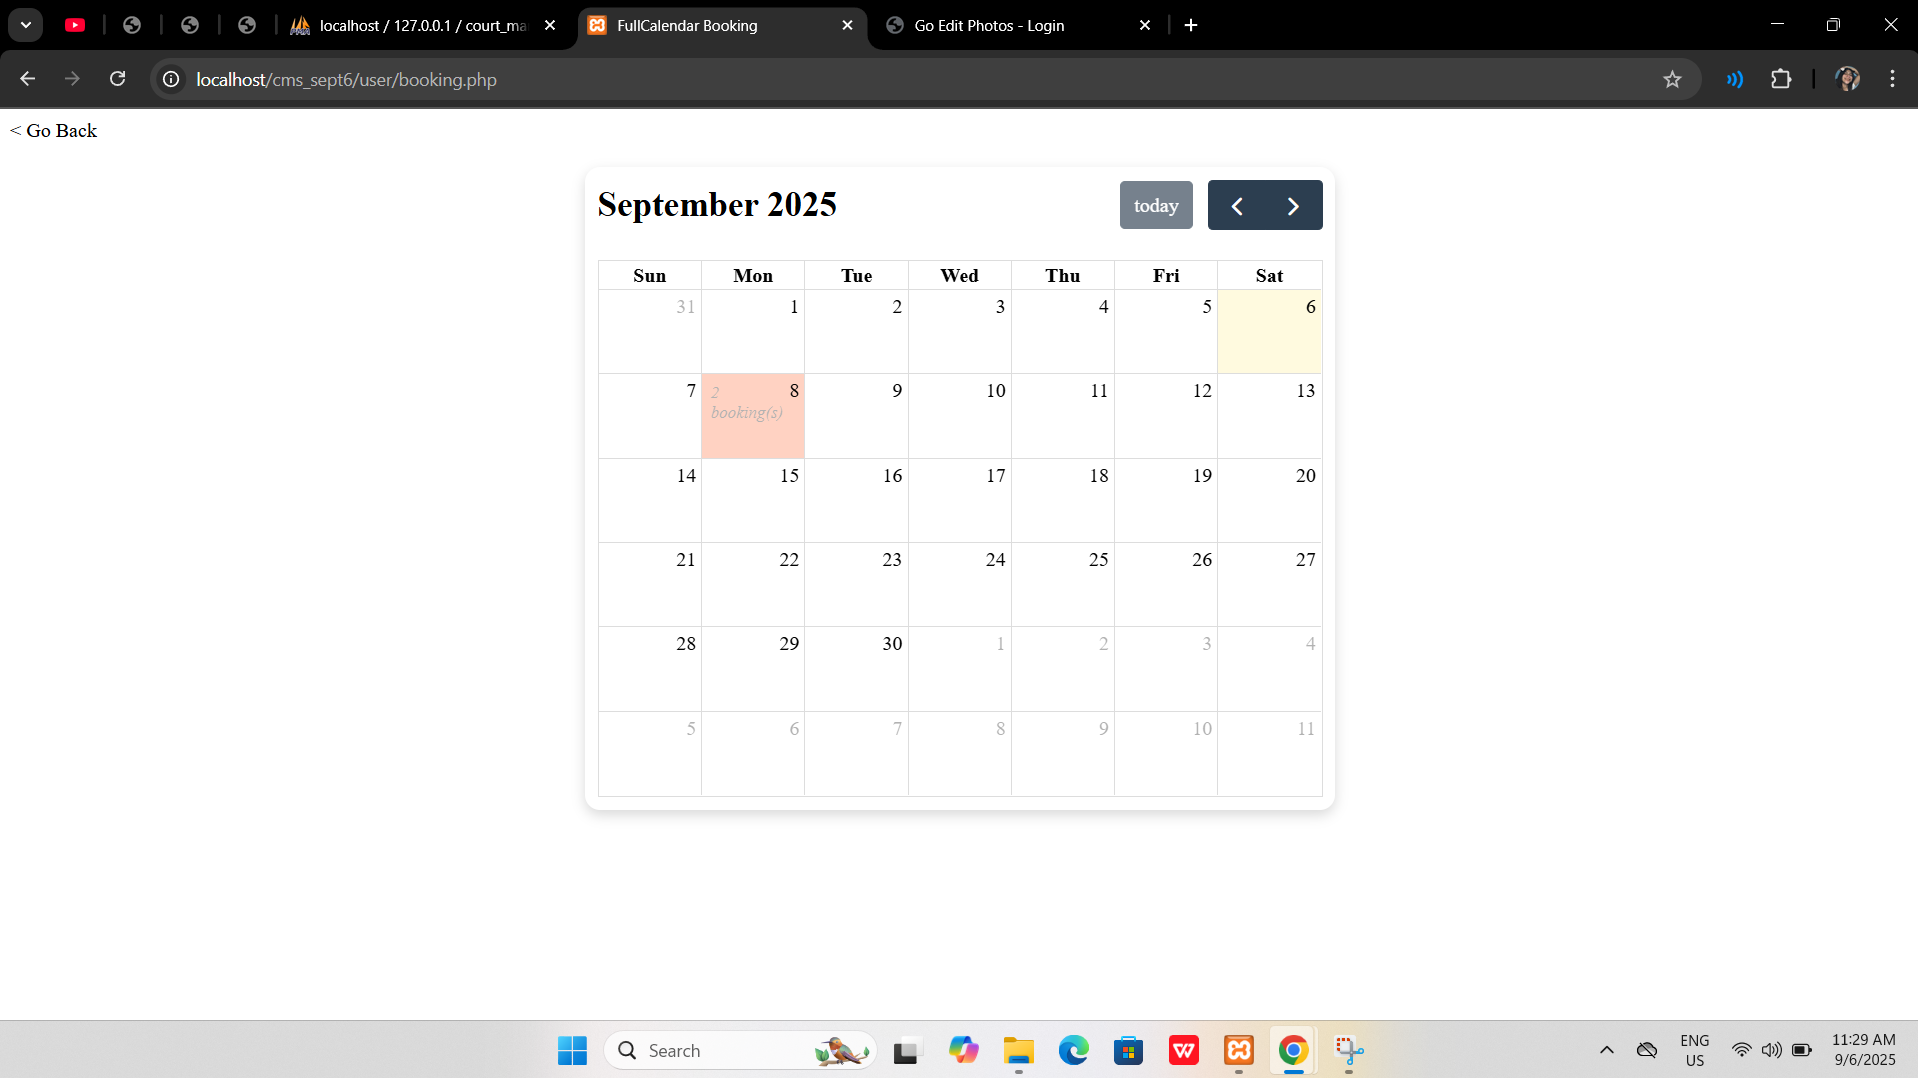 localhost / 127.0.0.1 / court_ma
FullCalendar Booking
Go Edit Photos - Login
localhost/cms_sept6/user/booking.php
< Go Back
September 2025
today
Sun Mon Tue Wed Thu Fri Sat
31 1 2 3 4 5 6
7 8 9 10 11 12 13
2
booking(s)
14 15 16 17 18 19 20
21 22 23 24 25 26 27
28 29 30 1 2 3 4
5 6 7 8 9 10 11
Search
ENG
US
11:29 AM
9/6/2025